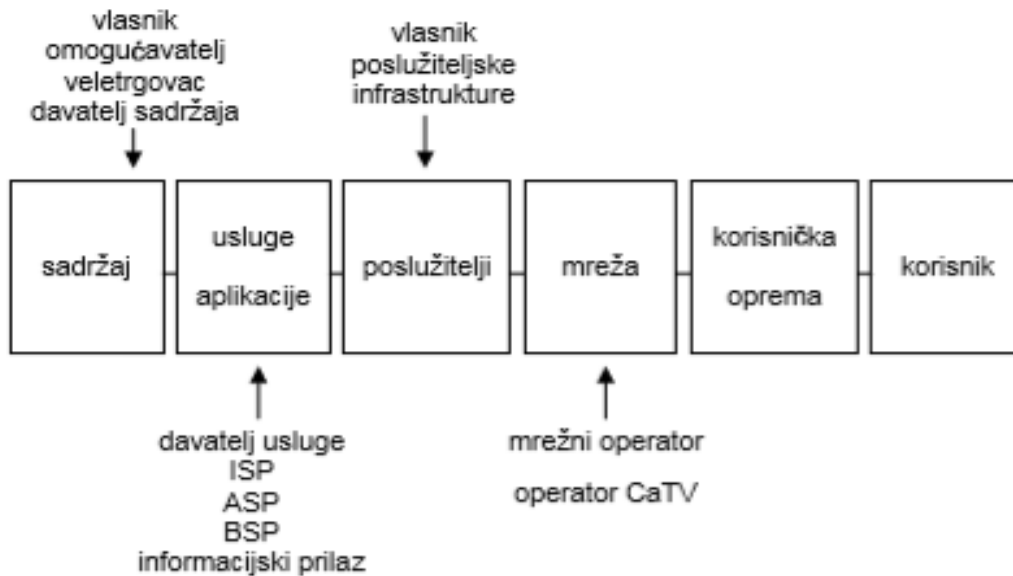 vlasnik
omogućavatelj
veletrgovac
davatelj sadržaja
vlasnik
poslužiteljske
infrastrukture
sadržaj
usluge
aplikacije
poslužitelji
mreža
korisnička
oprema
korisnik
davatelj usluge
ISP
ASP
BSP
informacijski prilaz
mrežni operator
operator CaTV